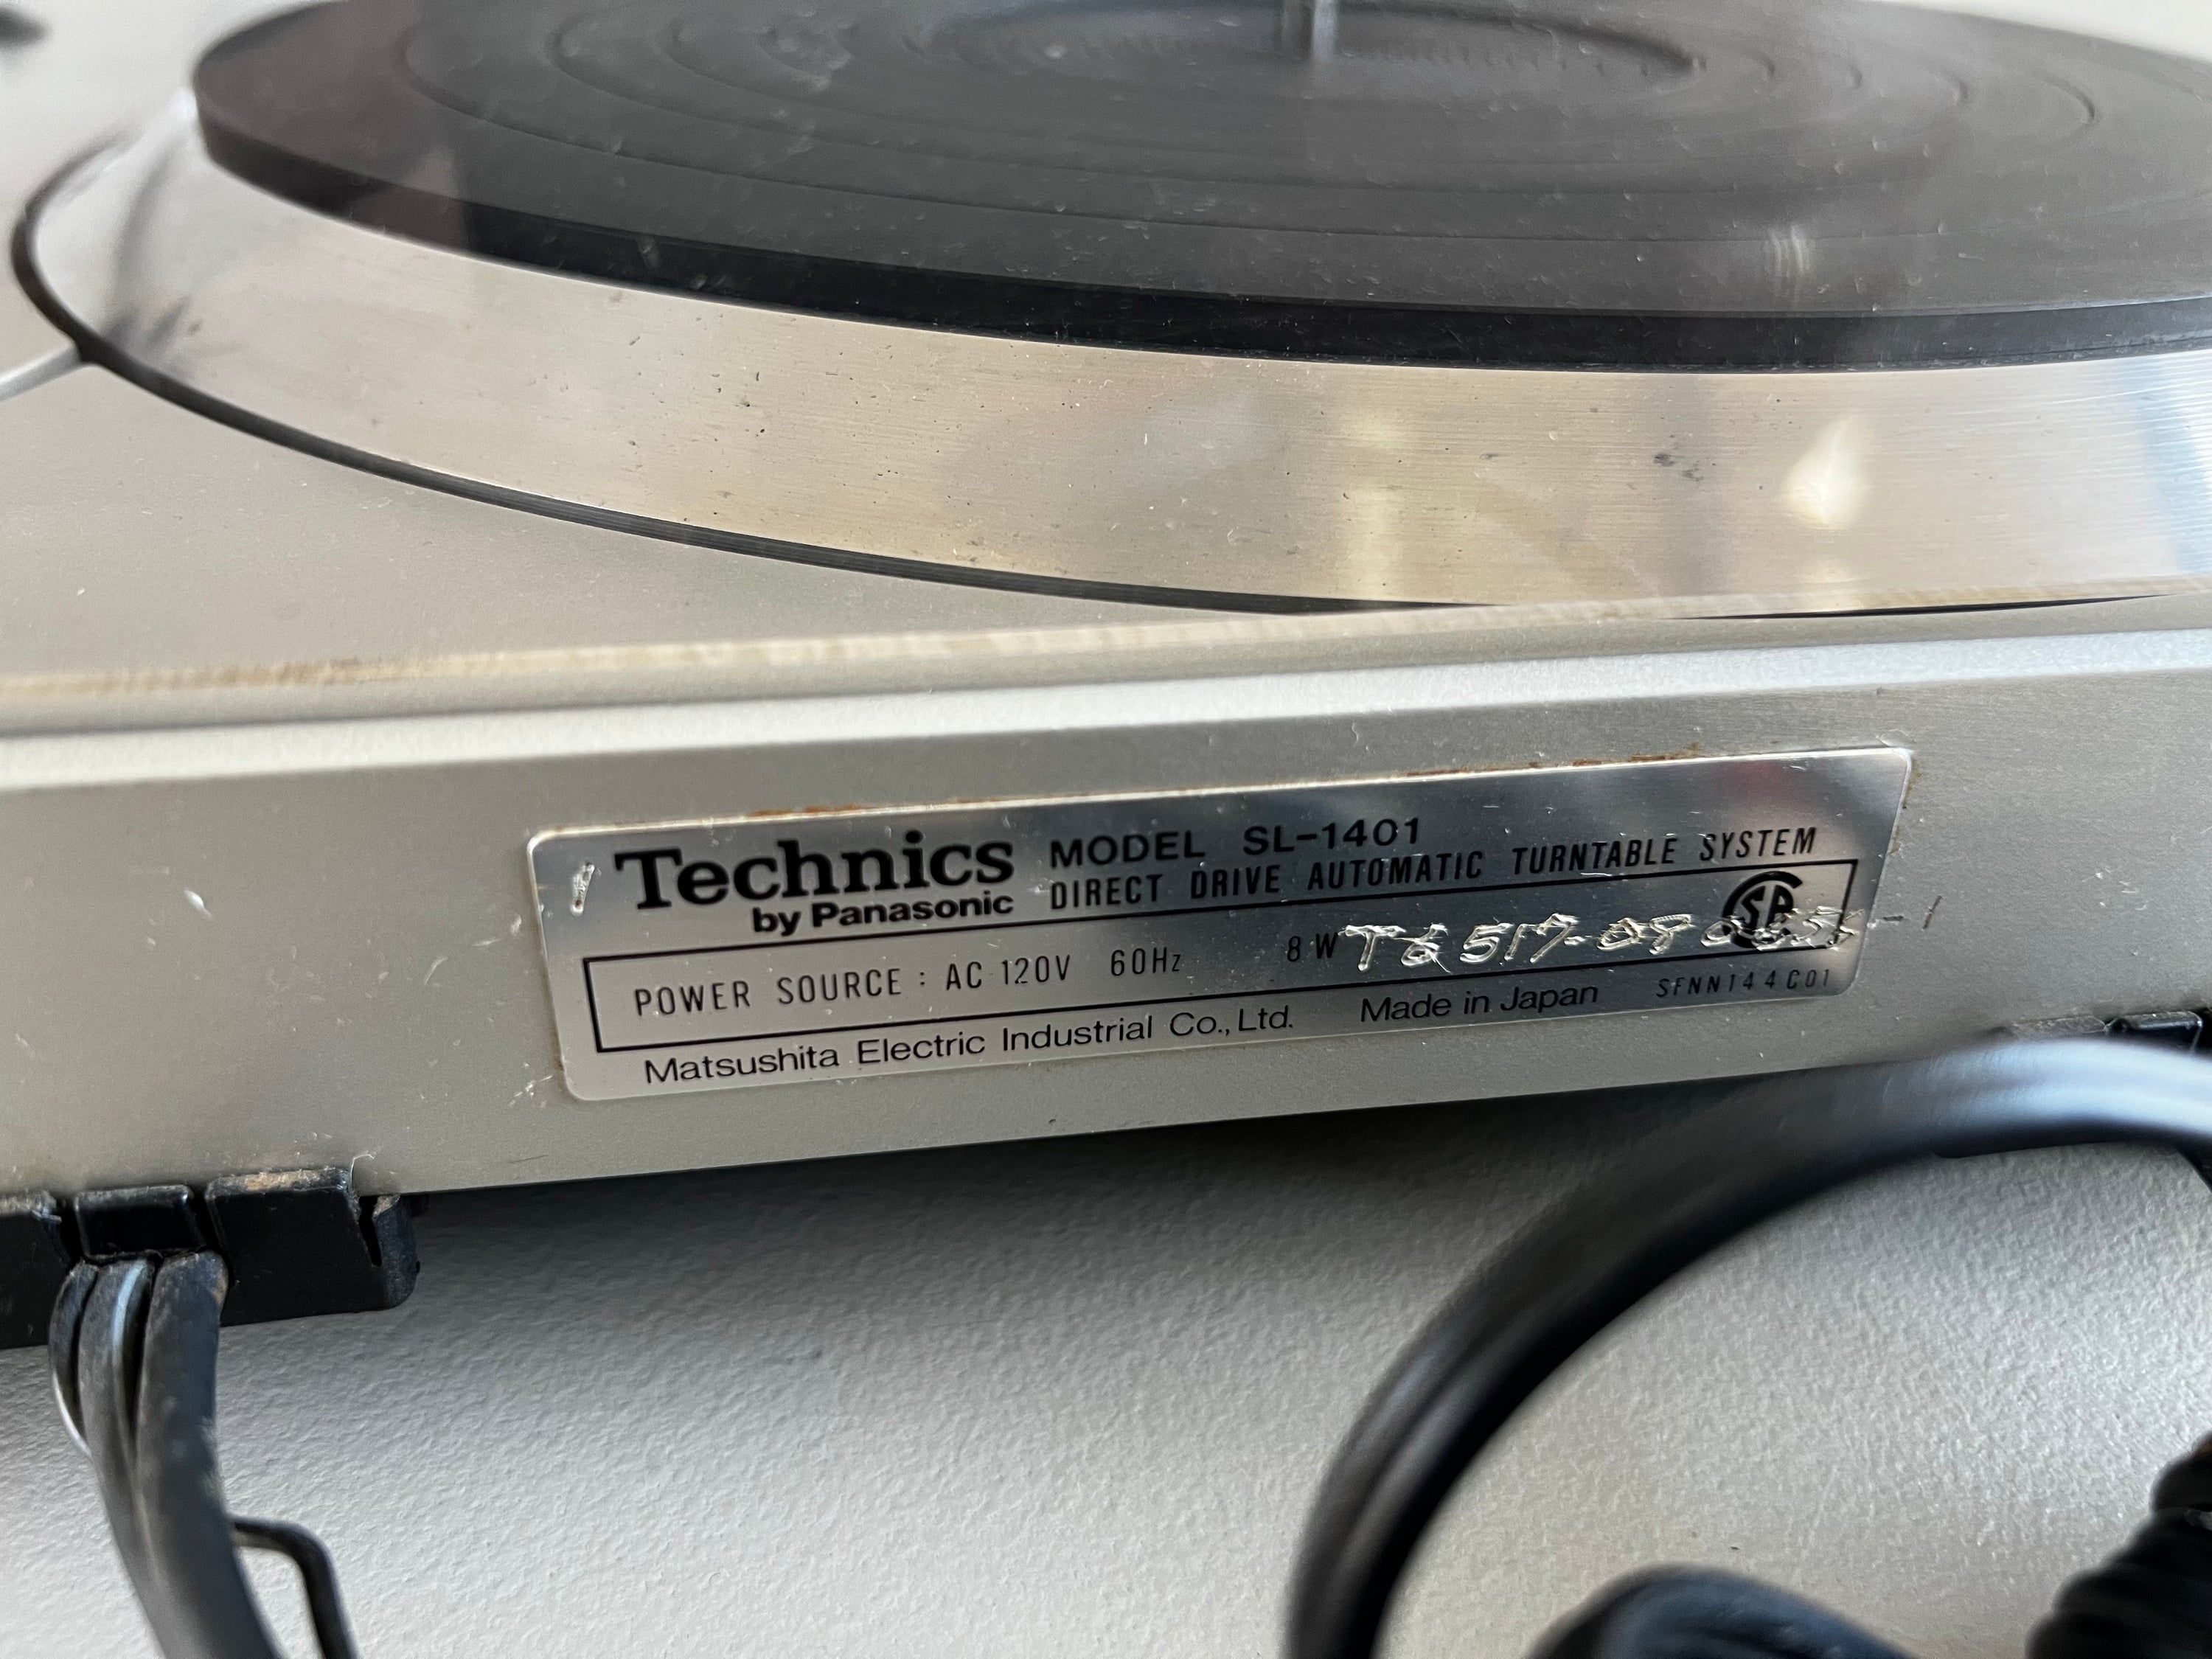 Technics MODEL SL-1401
by Panasonic DIRECT DRIVE AUTOMATIC TURNTABLE SYSTEM
POWER SOURCE : AC 120V 60Hz 8W
Matsushita Electric Industrial Co., Ltd. Made in Japan SFNN144C01